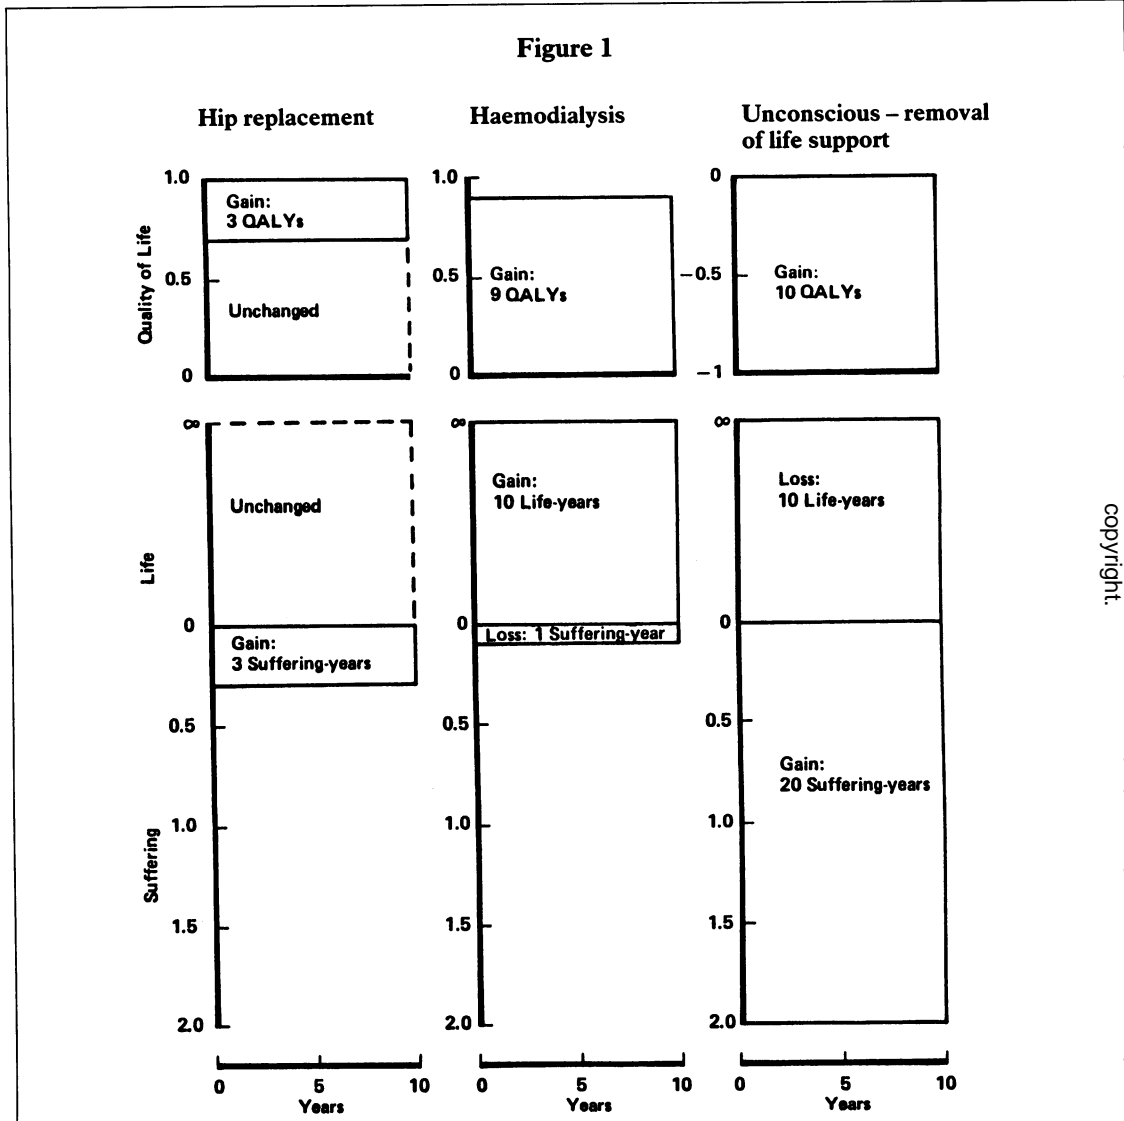 Figure 1
Hip replacement
Haemodialysis
Unconscious – removal
of life support
Quality of Life
1.0
0.5
0
Gain:
3 QALYs
Unchanged
1.0
0.5
0
Gain:
9 QALYs
0
−0.5
−1
Gain:
10 QALYs
Life
Suffering
∞
0
0.5
1.0
1.5
2.0
Unchanged
Gain:
3 Suffering-years
0
5
10
Years
∞
0
0.5
1.0
1.5
2.0
Gain:
10 Life-years
Loss: 1 Suffering-year
0
5
10
Years
∞
0
0.5
1.0
1.5
2.0
Loss:
10 Life-years
Gain:
20 Suffering-years
0
5
10
Years
copyright.